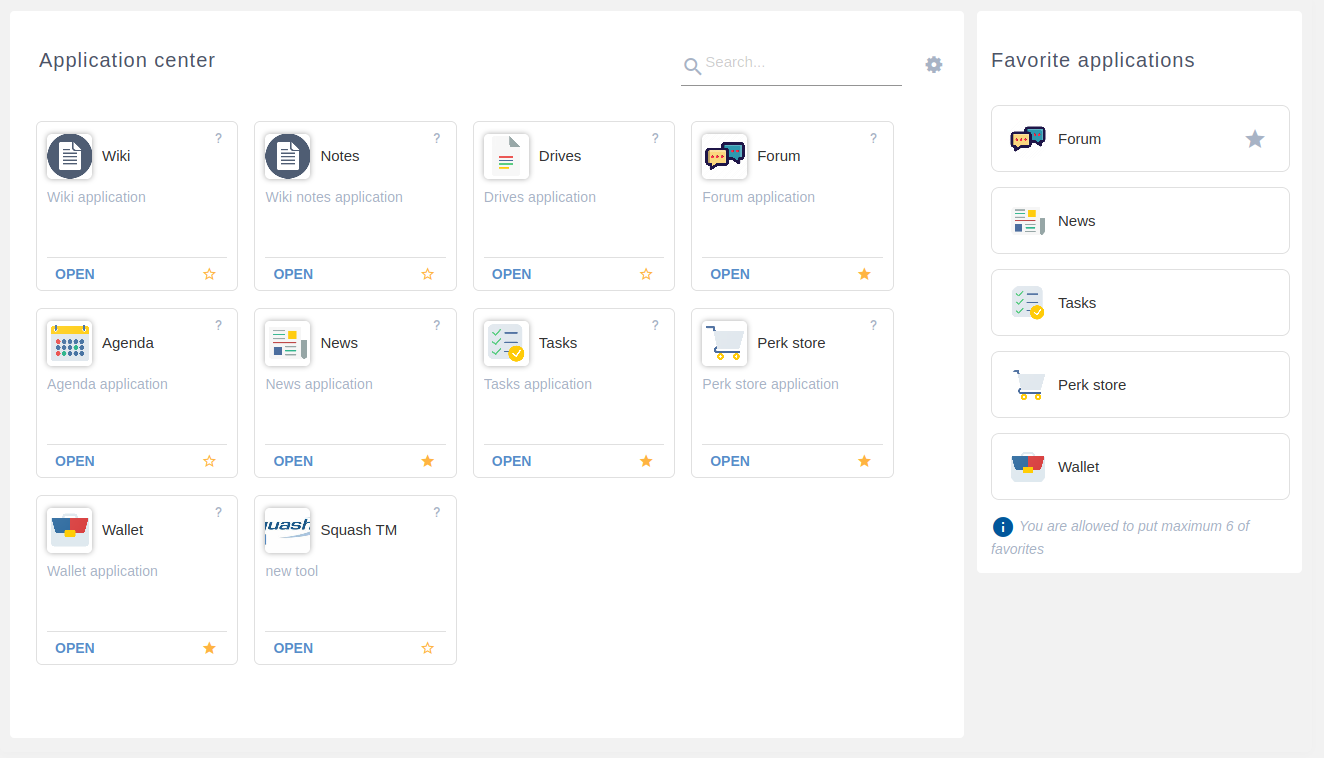 Application center
Search...
Wiki ?
Wiki application
OPEN
Notes ?
Wiki notes application
OPEN
Drives ?
Drives application
OPEN
Forum ?
Forum application
OPEN
Agenda ?
Agenda application
OPEN
News ?
News application
OPEN
Tasks ?
Tasks application
OPEN
Perk store ?
Perk store application
OPEN
Wallet ?
Wallet application
OPEN
uash
Squash TM ?
new tool
OPEN
Favorite applications
Forum
News
Tasks
Perk store
Wallet
You are allowed to put maximum 6 of
favorites